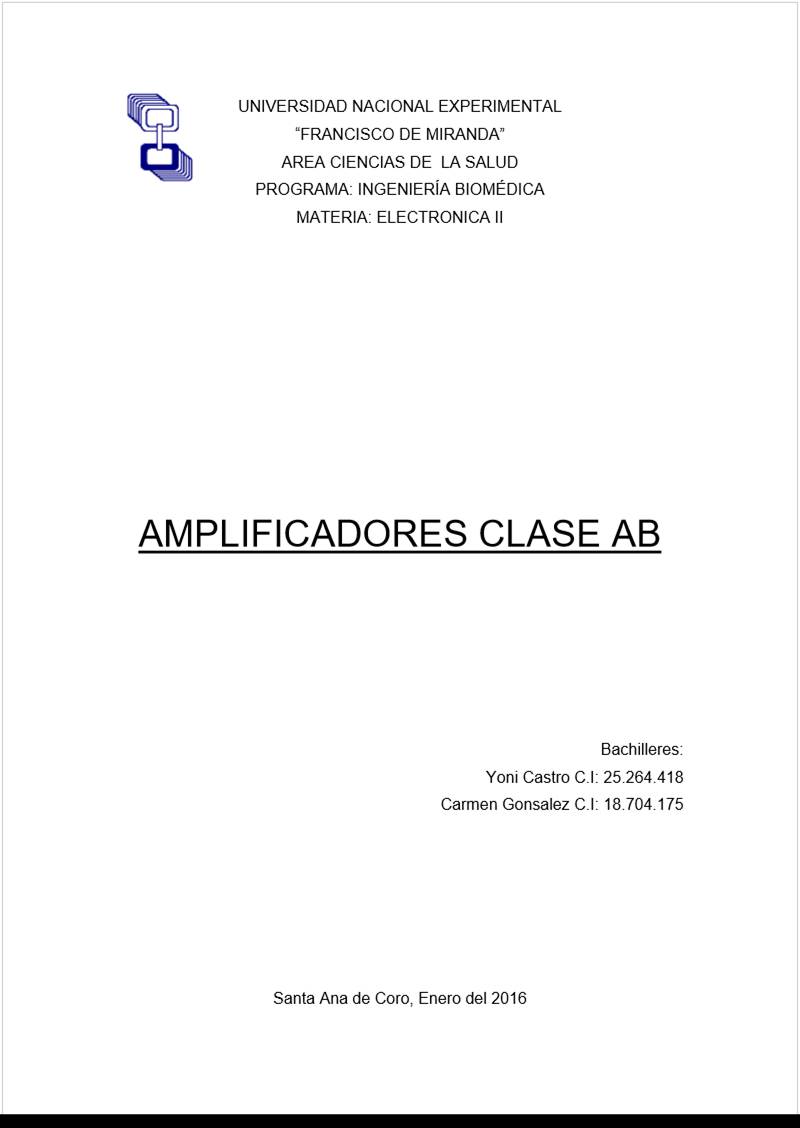 UNIVERSIDAD NACIONAL EXPERIMENTAL
“FRANCISCO DE MIRANDA”
AREA CIENCIAS DE  LA SALUD
PROGRAMA: INGENIERÍA BIOMÉDICA
MATERIA: ELECTRONICA II
AMPLIFICADORES CLASE AB
Bachilleres:
Yoni Castro C.I: 25.264.418
Carmen Gonsalez C.I: 18.704.175
Santa Ana de Coro, Enero del 2016